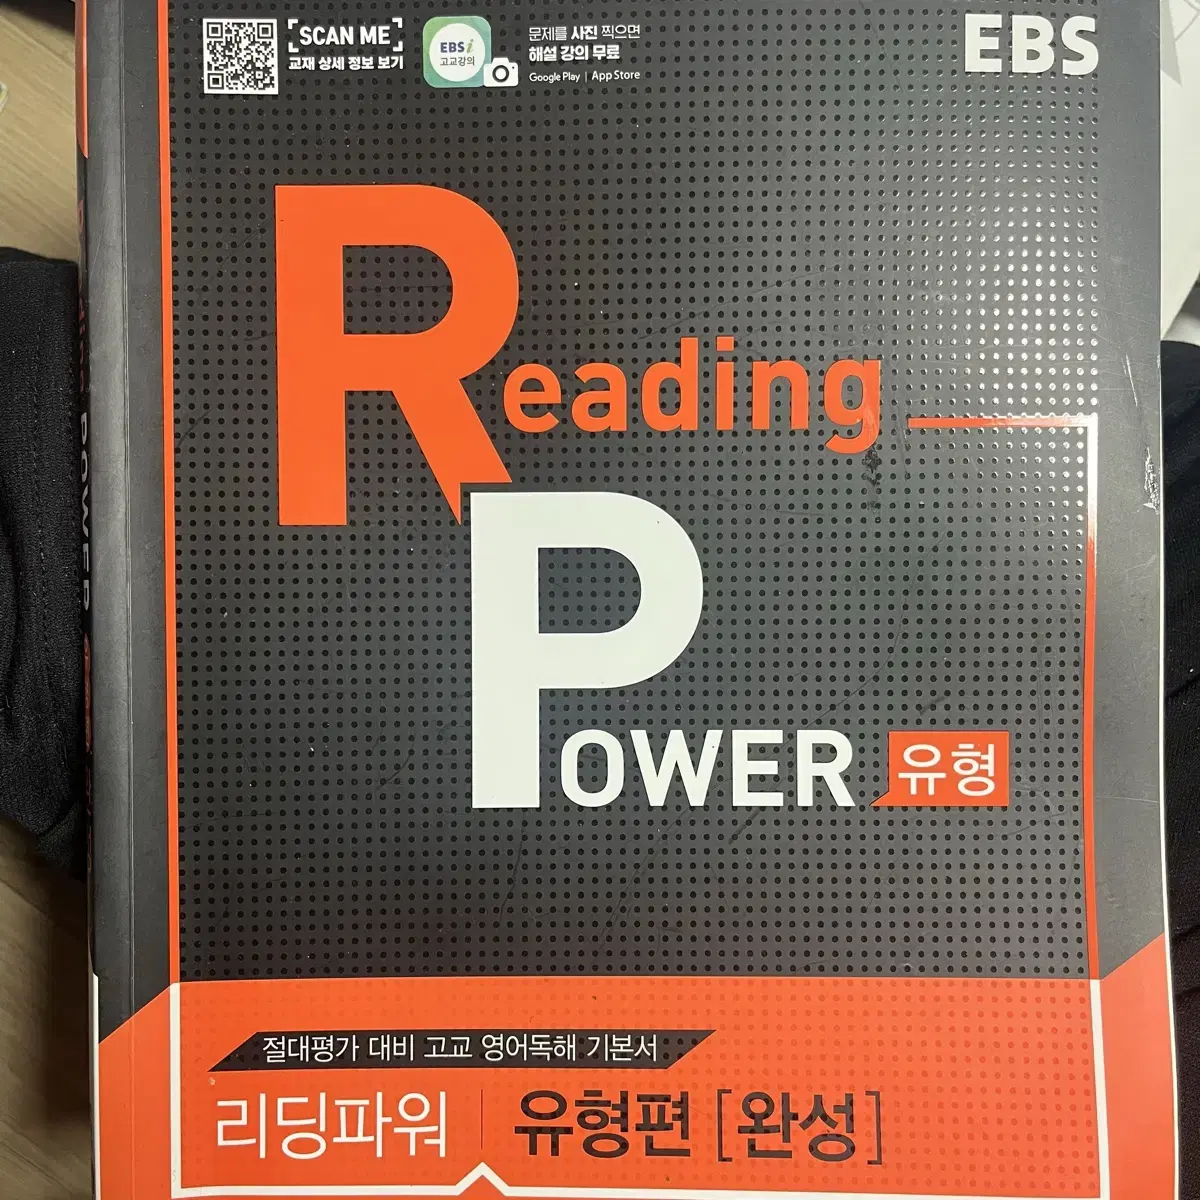 SCAN ME
교재 상세 정보 보기
EBSi
고교강의
문제를 사진 찍으면
해설 강의 무료
Google Play | App Store
EBS
Reading
POWER 유형
절대평가 대비 고교 영어독해 기본서
리딩파워 유형편 [완성]
POWER